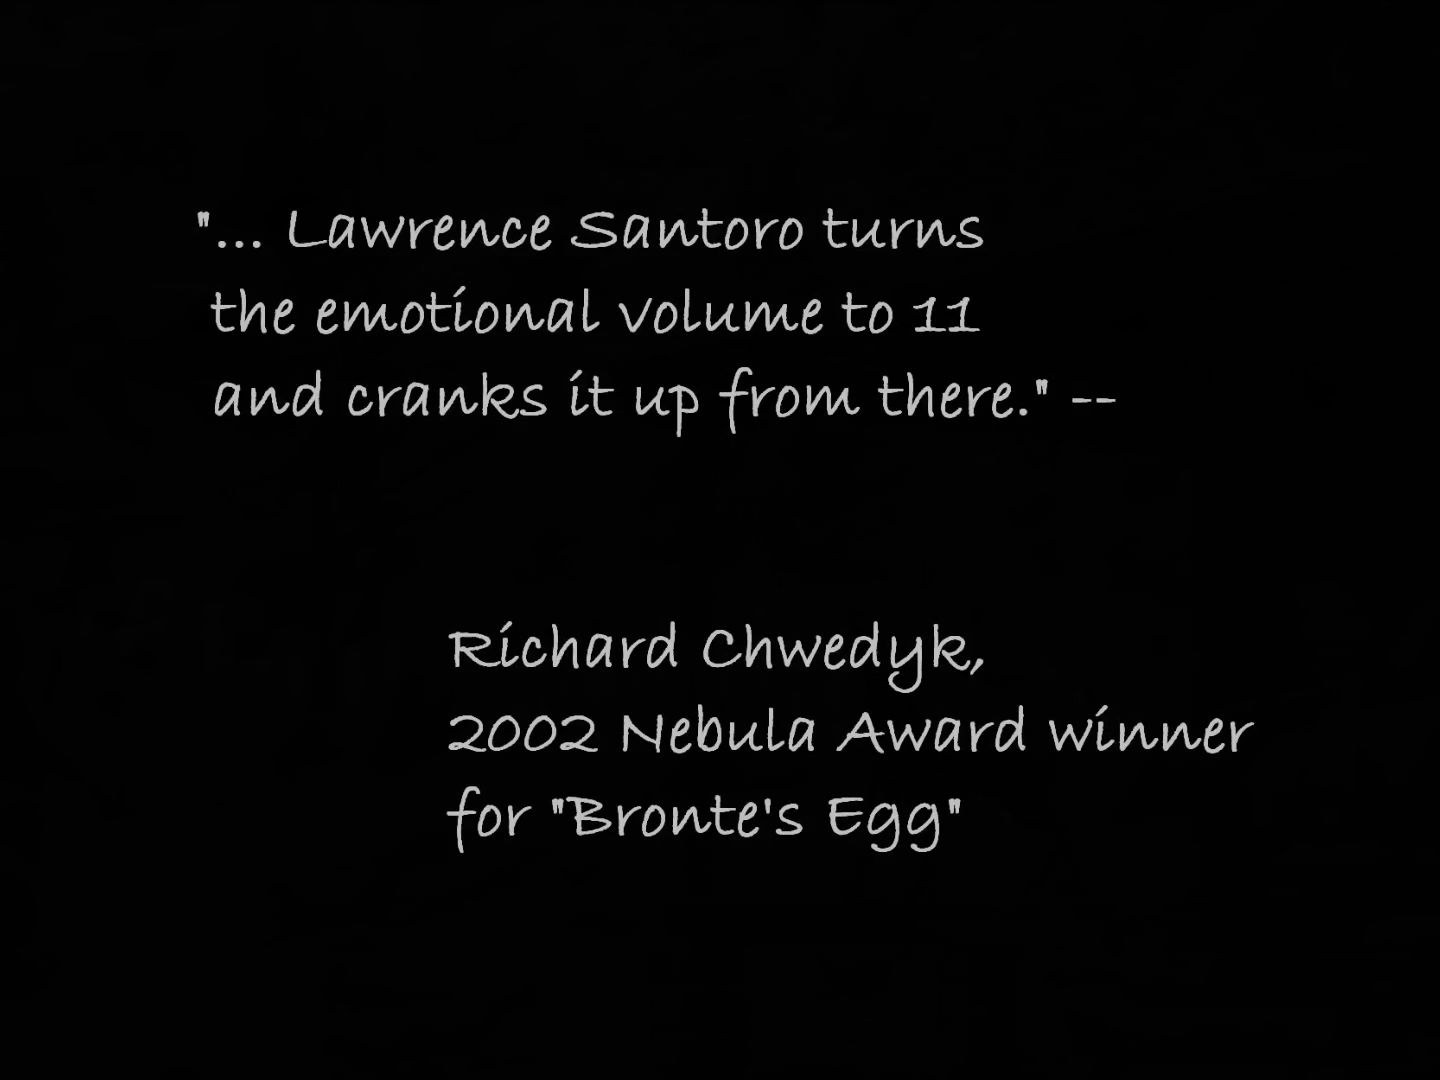 "... Lawrence Santoro turns
the emotional volume to 11
and cranks it up from there." --
Richard Chwedyk,
2002 Nebula Award winner
for "Bronte's Egg"